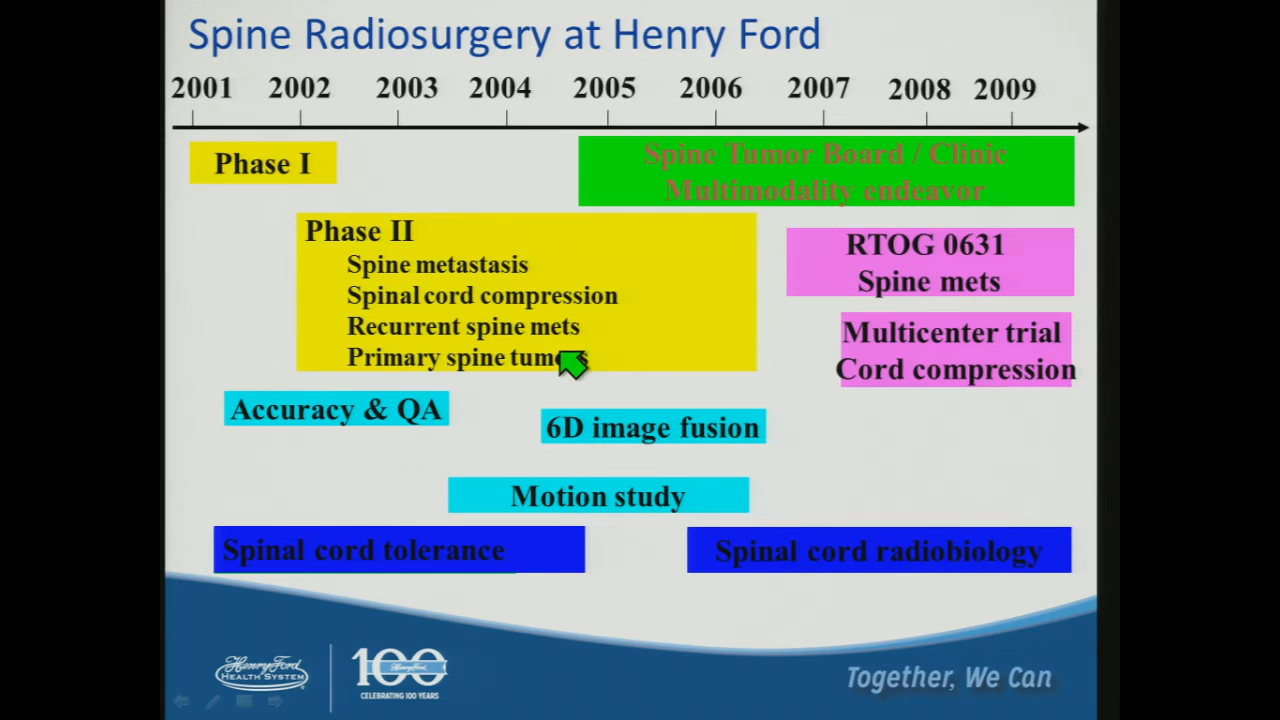 Spine Radiosurgery at Henry Ford
2001 2002 2003 2004 2005 2006 2007 2008 2009
Phase I
Spine Tumor Board / Clinic
Multimodality endeavor
Phase II
Spine metastasis
Spinal cord compression
Recurrent spine mets
Primary spine tumors
RTOG 0631
Spine mets
Multicenter trial
Cord compression
Accuracy & QA
6D image fusion
Motion study
Spinal cord tolerance
Spinal cord radiobiology
Henry Ford
HEALTH SYSTEM
100
Henry Ford
CELEBRATING 100 YEARS
Together, We Can